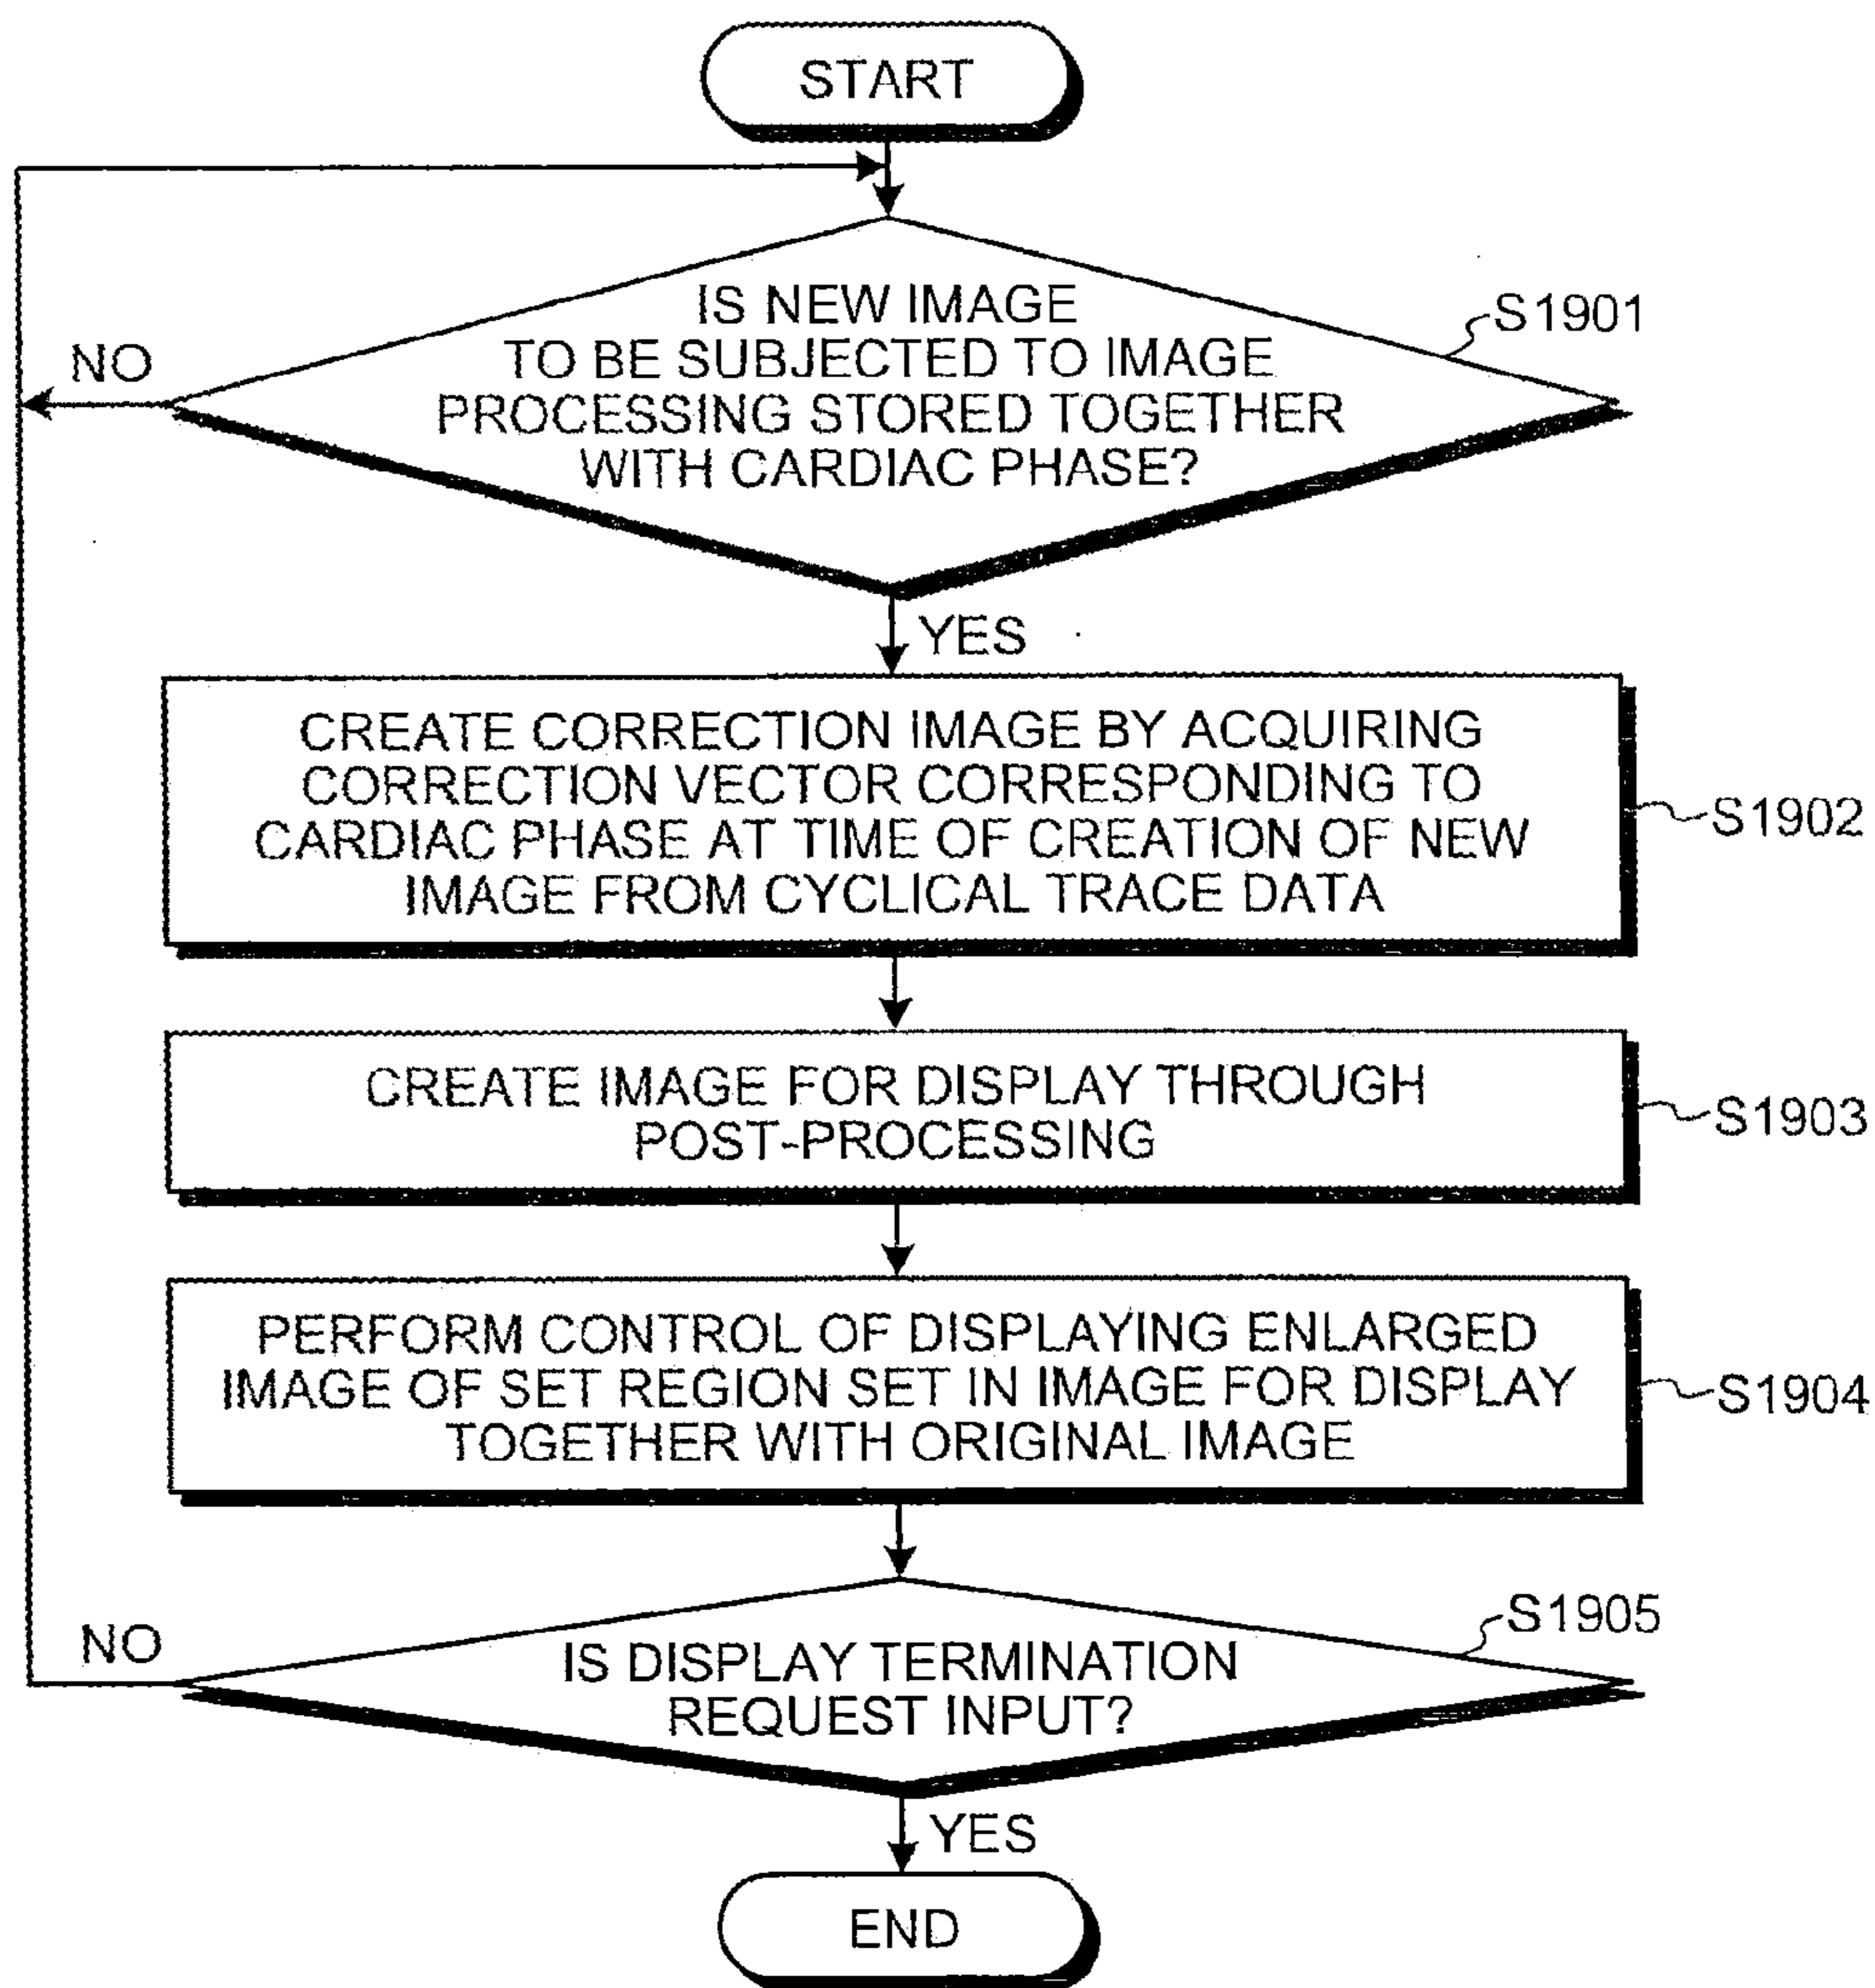 START
IS NEW IMAGE
TO BE SUBJECTED TO IMAGE
PROCESSING STORED TOGETHER
WITH CARDIAC PHASE?
S1901
NO
YES
CREATE CORRECTION IMAGE BY ACQUIRING
CORRECTION VECTOR CORRESPONDING TO
CARDIAC PHASE AT TIME OF CREATION OF NEW
IMAGE FROM CYCLICAL TRACE DATA
S1902
CREATE IMAGE FOR DISPLAY THROUGH
POST-PROCESSING
S1903
PERFORM CONTROL OF DISPLAYING ENLARGED
IMAGE OF SET REGION SET IN IMAGE FOR DISPLAY
TOGETHER WITH ORIGINAL IMAGE
S1904
IS DISPLAY TERMINATION
REQUEST INPUT?
S1905
NO
YES
END